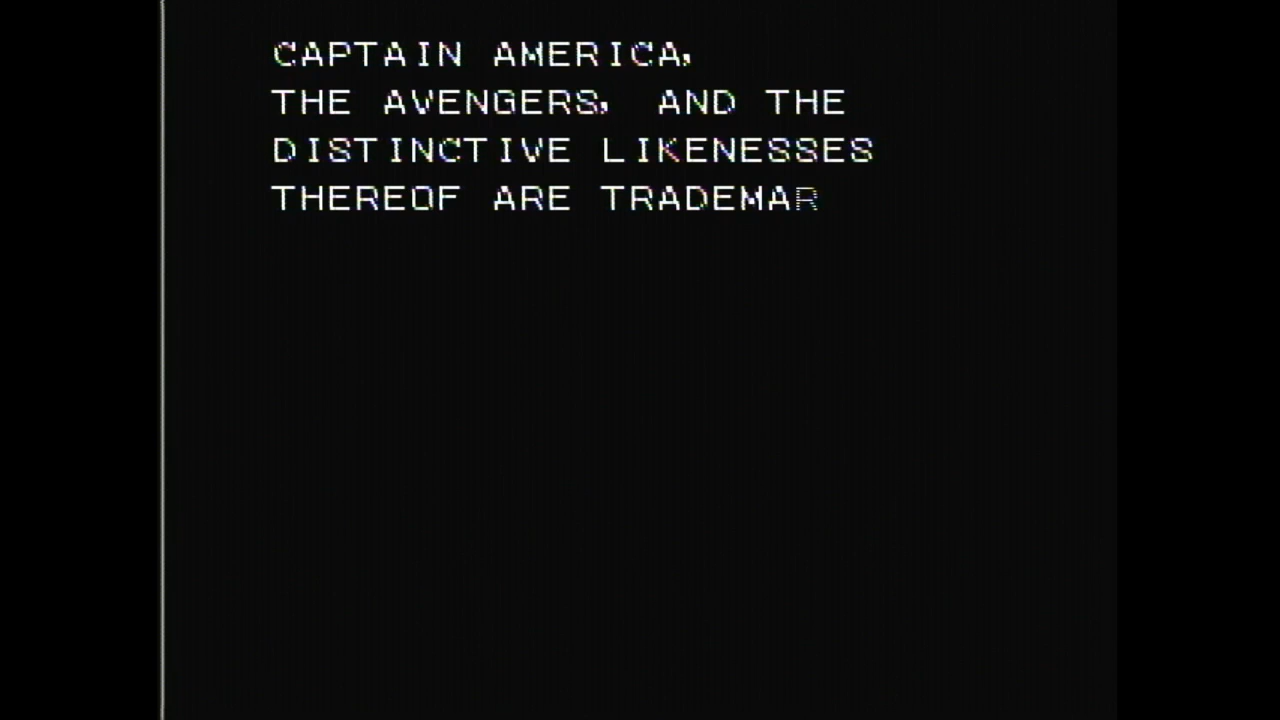 CAPTAIN AMERICA,
THE AVENGERS, AND THE
DISTINCTIVE LIKENESSES
THEREOF ARE TRADEMAR